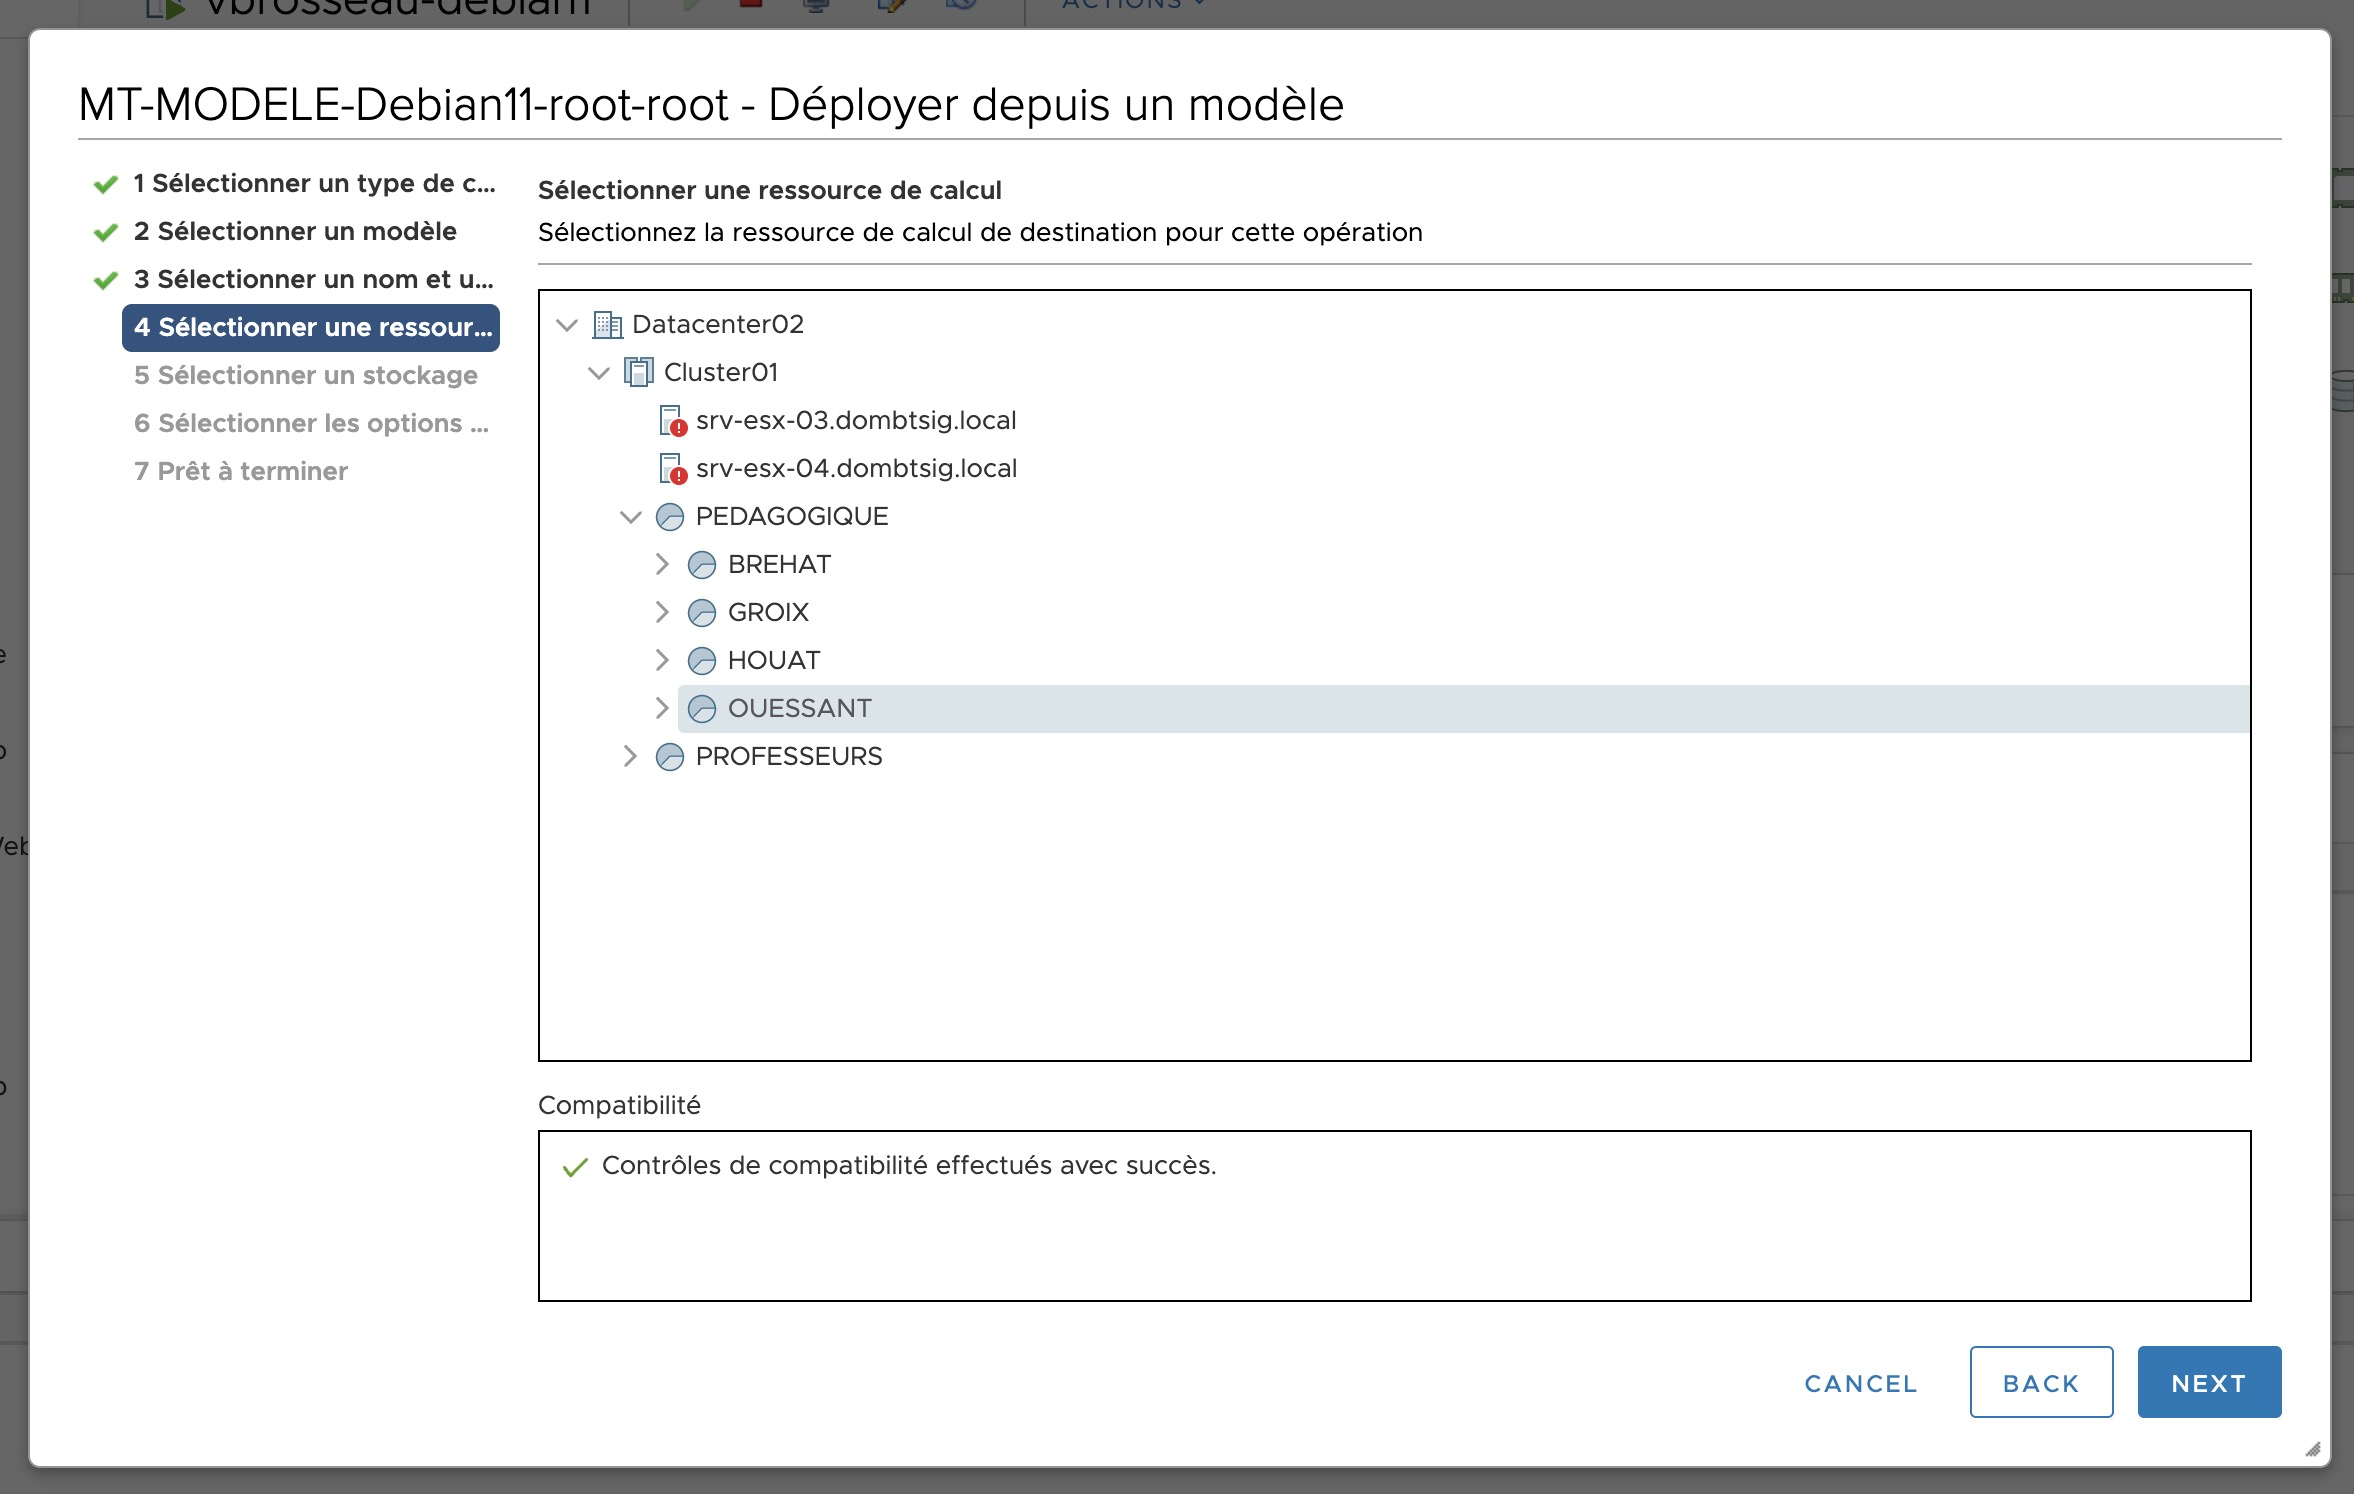 ACTIONS
MT-MODELE-Debian11-root-root - Déployer depuis un modèle
1 Sélectionner un type de c...
2 Sélectionner un modèle
3 Sélectionner un nom et u...
4 Sélectionner une ressour...
5 Sélectionner un stockage
6 Sélectionner les options ...
7 Prêt à terminer
Sélectionner une ressource de calcul
Sélectionnez la ressource de calcul de destination pour cette opération
Datacenter02
Cluster01
srv-esx-03.dombtsig.local
srv-esx-04.dombtsig.local
PEDAGOGIQUE
BREHAT
GROIX
HOUAT
OUESSANT
PROFESSEURS
Compatibilité
Contrôles de compatibilité effectués avec succès.
CANCEL
BACK
NEXT